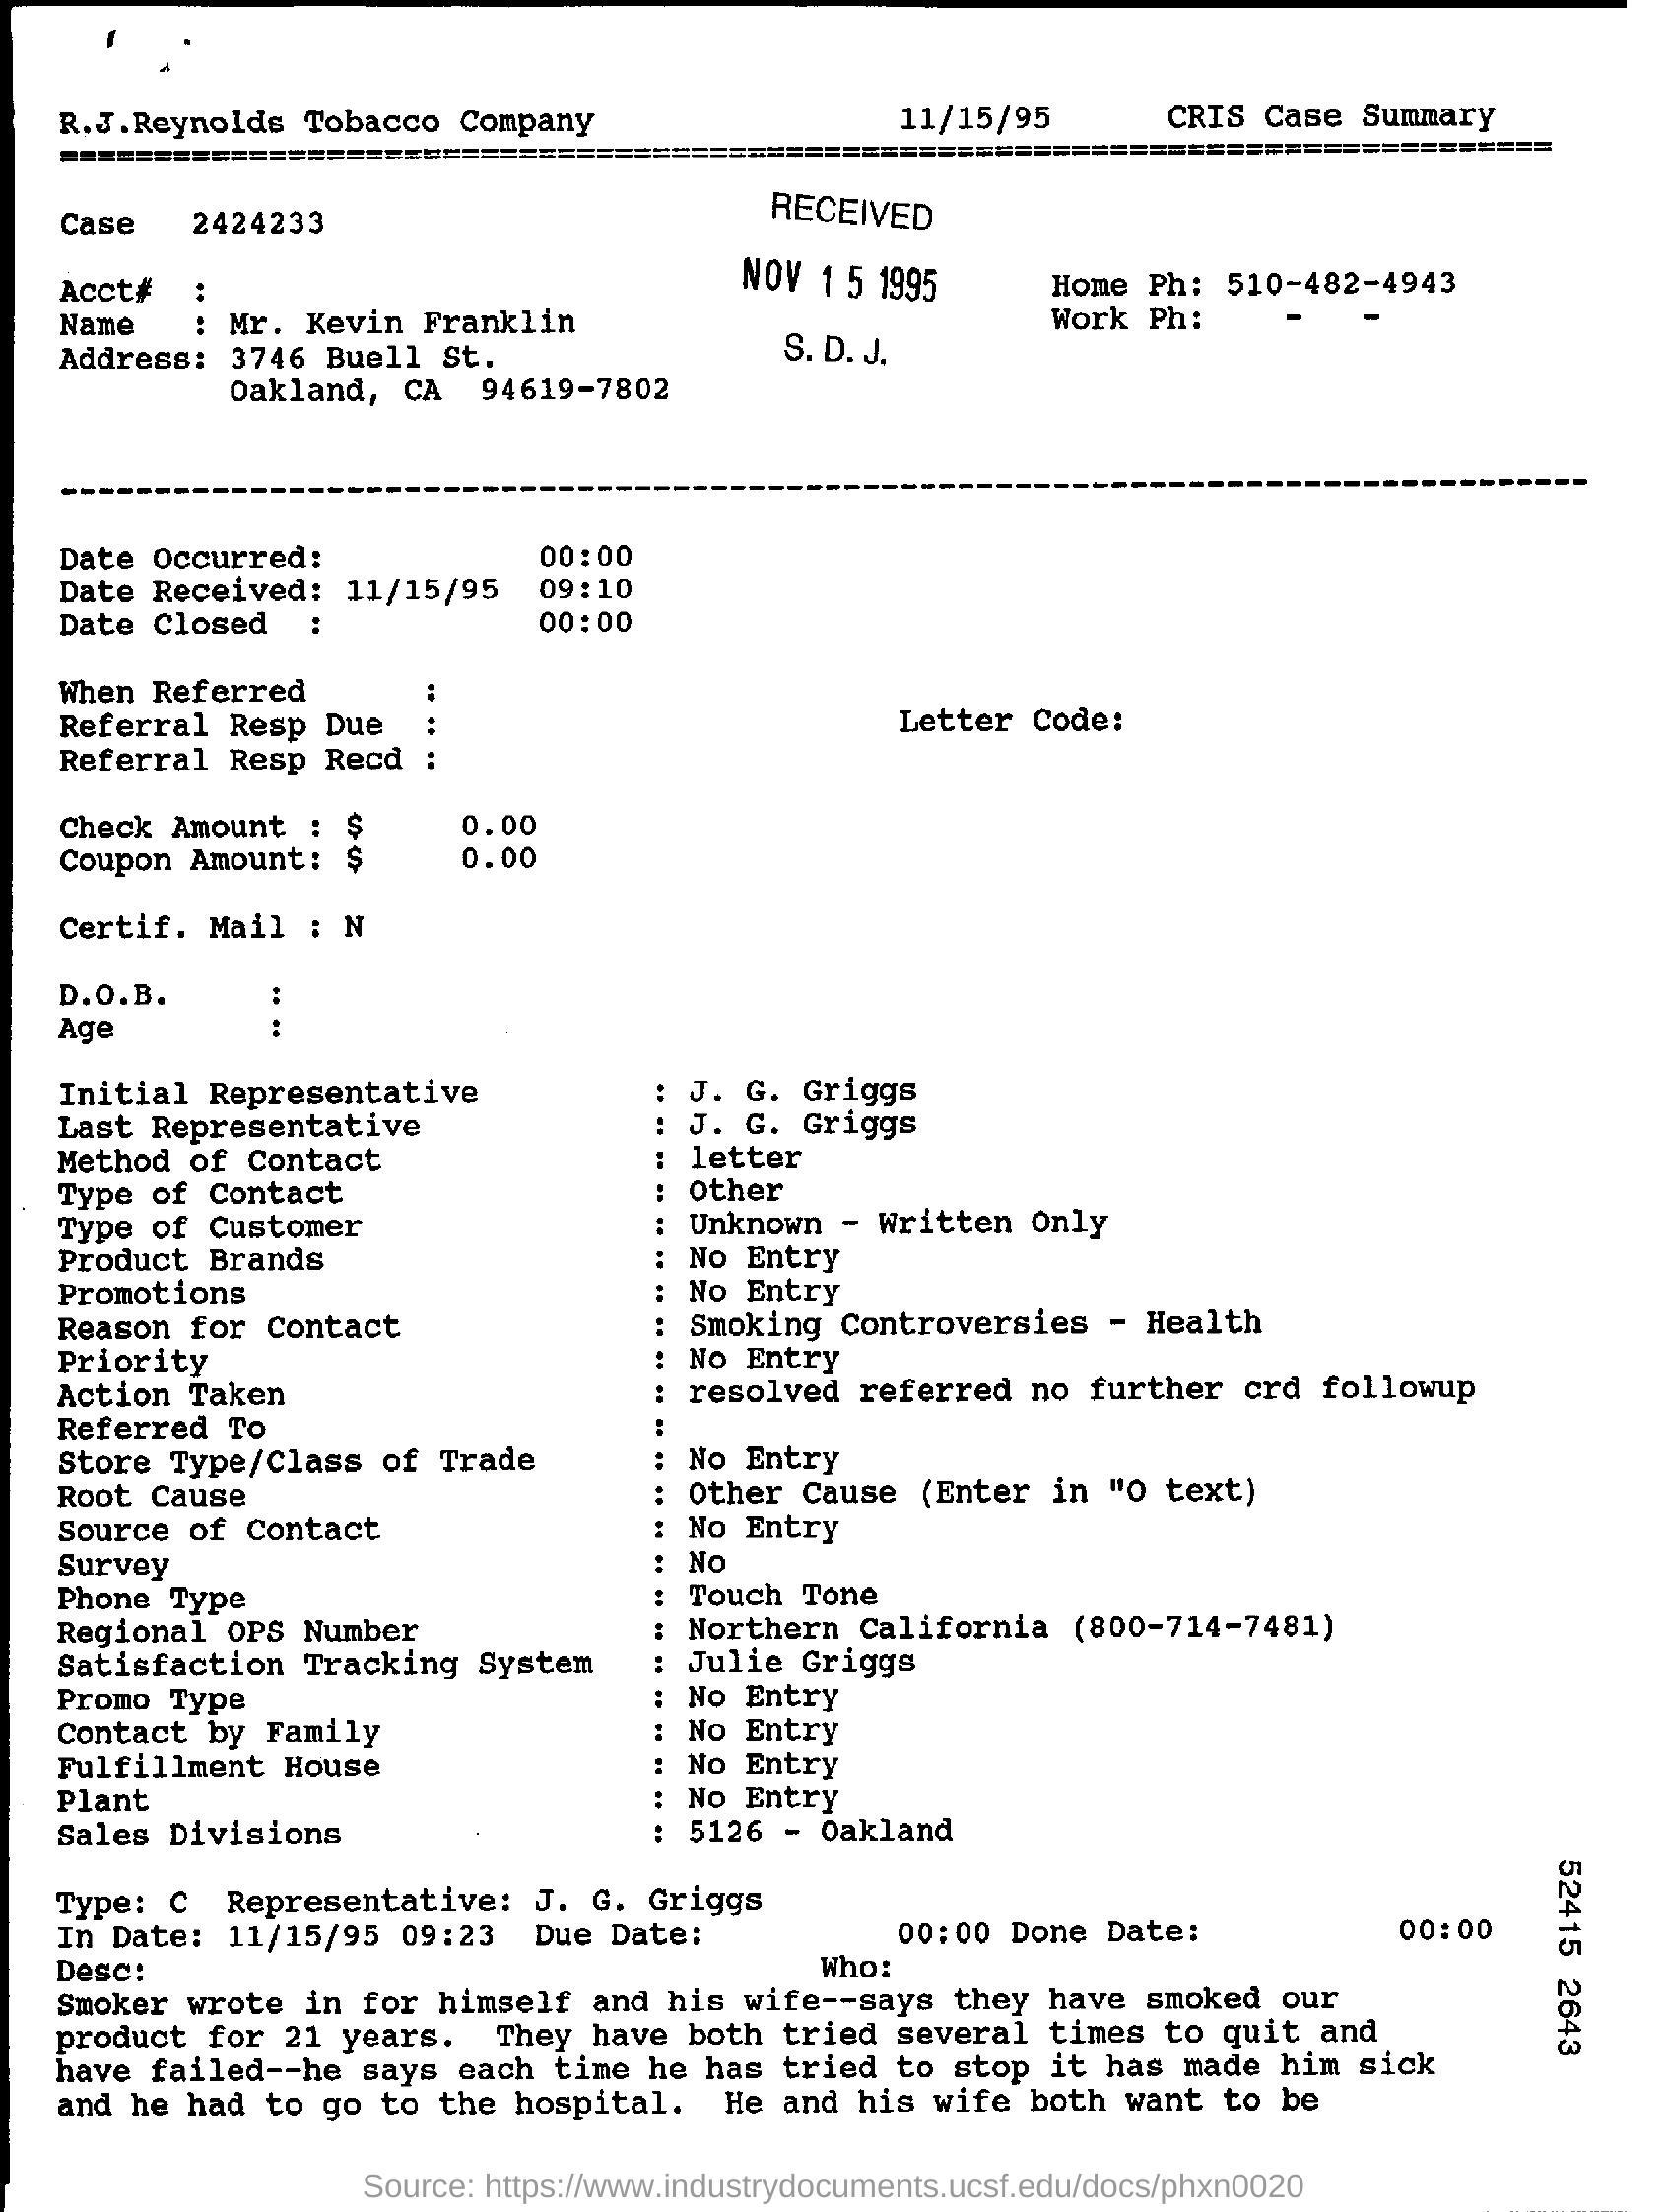 R.J.Reynolds Tobacco Company 11/15/95 CRIS Case Summary
Case 2424233
RECEIVED
NOV 15 1995
S. D. J.
Acct# :
Name : Mr. Kevin Franklin
Address: 3746 Buell St.
Oakland, CA 94619-7802
Home Ph: 510-482-4943
Work Ph: - -
Date Occurred: 00:00
Date Received: 11/15/95 09:10
Date Closed : 00:00
When Referred :
Referral Resp Due : Letter Code:
Referral Resp Recd :
Check Amount : $ 0.00
Coupon Amount: $ 0.00
Certif. Mail : N
D.O.B. :
Age :
Initial Representative : J. G. Griggs
Last Representative : J. G. Griggs
Method of Contact : letter
Type of Contact : Other
Type of Customer : Unknown - Written Only
Product Brands : No Entry
Promotions : No Entry
Reason for Contact : Smoking Controversies - Health
Priority : No Entry
Action Taken : resolved referred no further crd followup
Referred To :
Store Type/Class of Trade : No Entry
Root Cause : Other Cause (Enter in "O text)
Source of Contact : No Entry
Survey : No
Phone Type : Touch Tone
Regional OPS Number : Northern California (800-714-7481)
Satisfaction Tracking System : Julie Griggs
Promo Type : No Entry
Contact by Family : No Entry
Fulfillment House : No Entry
Plant : No Entry
Sales Divisions : 5126 - Oakland
Type: C Representative: J. G. Griggs
In Date: 11/15/95 09:23 Due Date: 00:00 Done Date: 00:00
Desc: Who:
Smoker wrote in for himself and his wife--says they have smoked our
product for 21 years. They have both tried several times to quit and
have failed--he says each time he has tried to stop it has made him sick
and he had to go to the hospital. He and his wife both want to be
52415 2643
Source: https://www.industrydocuments.ucsf.edu/docs/phxn0020